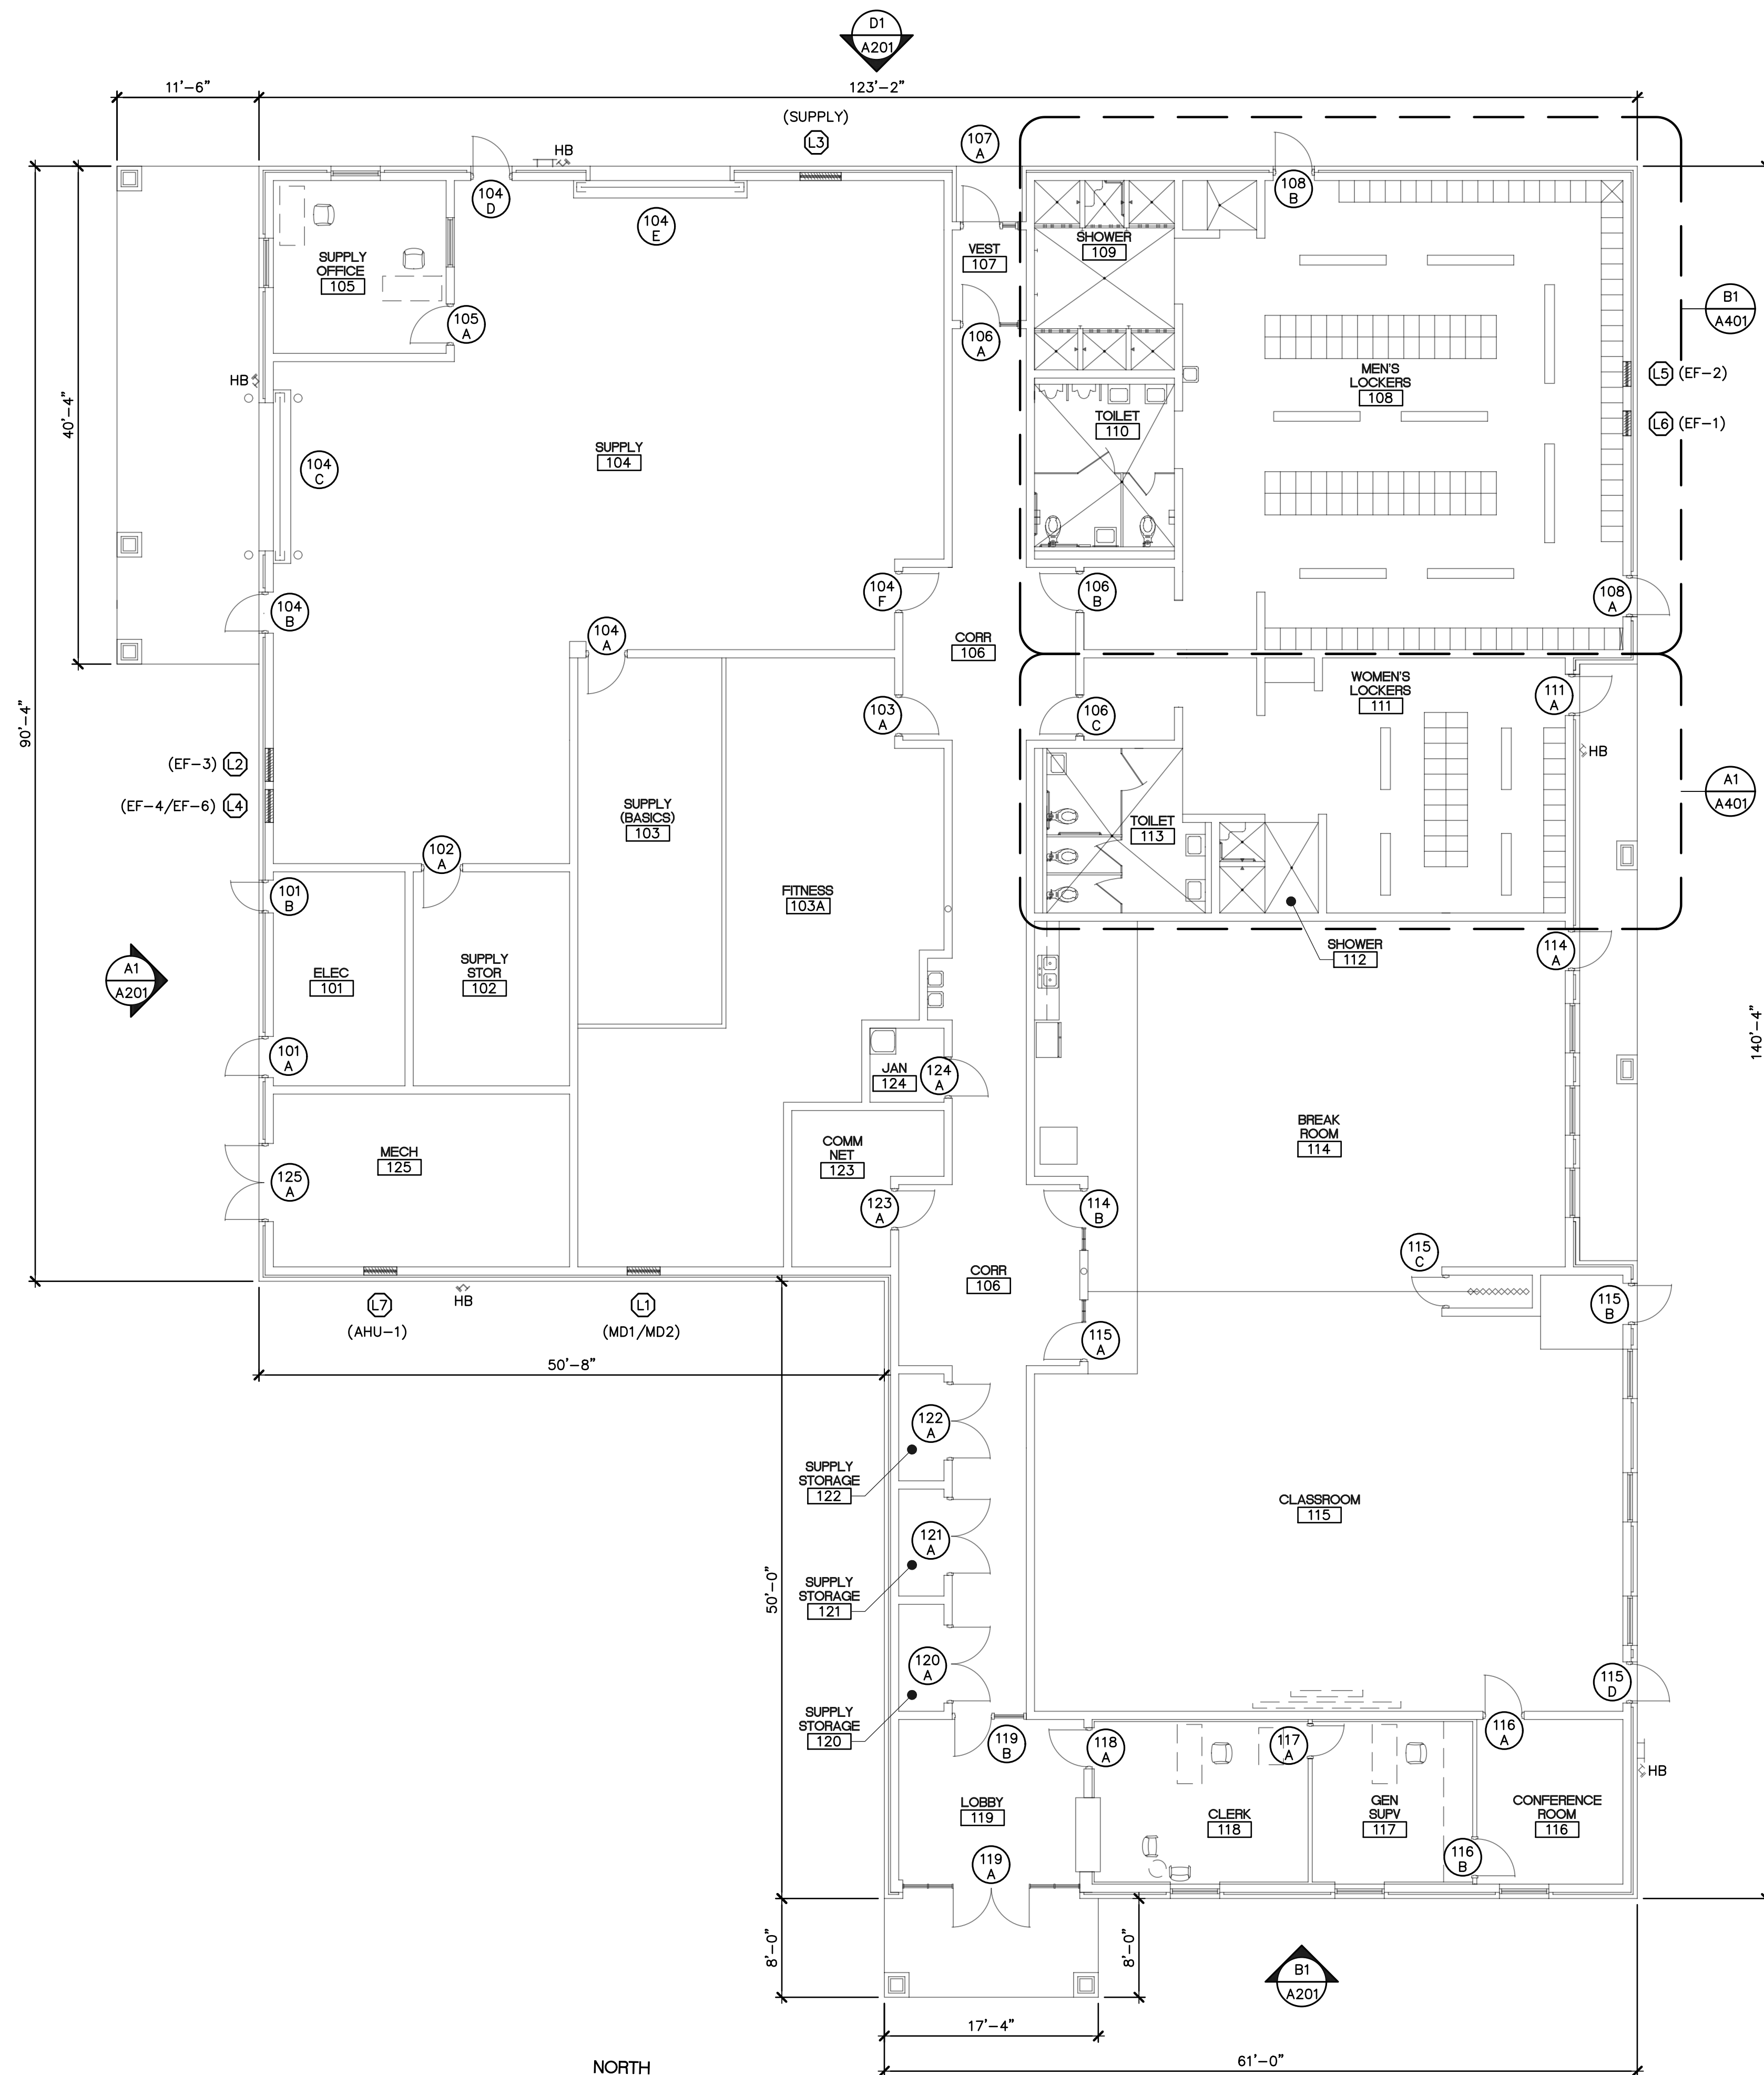 D1
A201
11'-6"
123'-2"
(SUPPLY)
L3
107
A
HB
104
D
104
E
108
B
SUPPLY
OFFICE
105
VEST
107
SHOWER
109
105
A
106
A
B1
A401
HB
40'-4"
MEN'S
LOCKERS
108
L5 (EF-2)
L6 (EF-1)
TOILET
110
SUPPLY
104
104
C
104
B
104
F
106
B
108
A
104
A
CORR
106
WOMEN'S
LOCKERS
111
111
A
103
A
106
C
90'-4"
HB
(EF-3) L2
(EF-4/EF-6) L4
A1
A401
SUPPLY
(BASICS)
103
TOILET
113
102
A
101
B
FITNESS
103A
SHOWER
112
114
A
A1
A201
ELEC
101
SUPPLY
STOR
102
140'-4"
101
A
JAN
124
124
A
BREAK
ROOM
114
COMM
NET
123
MECH
125
125
A
123
A
114
B
115
C
CORR
106
115
B
L7
(AHU-1)
HB
L1
(MD1/MD2)
115
A
50'-8"
122
A
SUPPLY
STORAGE
122
CLASSROOM
115
121
A
50'-0"
SUPPLY
STORAGE
121
120
A
115
D
SUPPLY
STORAGE
120
119
B
118
A
117
A
116
A
HB
LOBBY
119
CLERK
118
GEN
SUPV
117
CONFERENCE
ROOM
116
119
A
116
B
8'-0"
8'-0"
B1
A201
17'-4"
61'-0"
NORTH